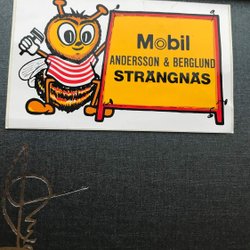 Mobil
ANDERSSON & BERGLUND
STRÄNGNÄS